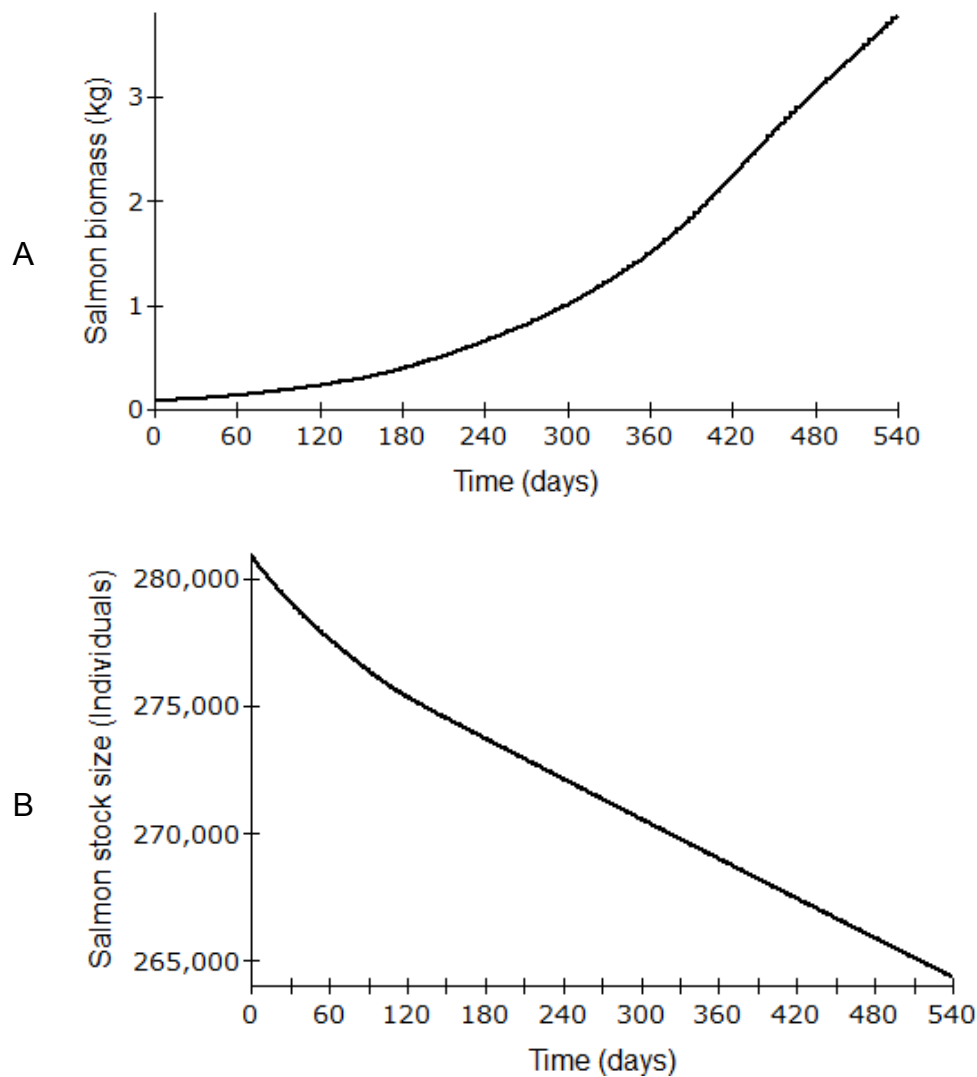 A
Salmon biomass (kg)
3
2
1
0
0 60 120 180 240 300 360 420 480 540
Time (days)
B
Salmon stock size (Individuals)
280,000
275,000
270,000
265,000
0 60 120 180 240 300 360 420 480 540
Time (days)